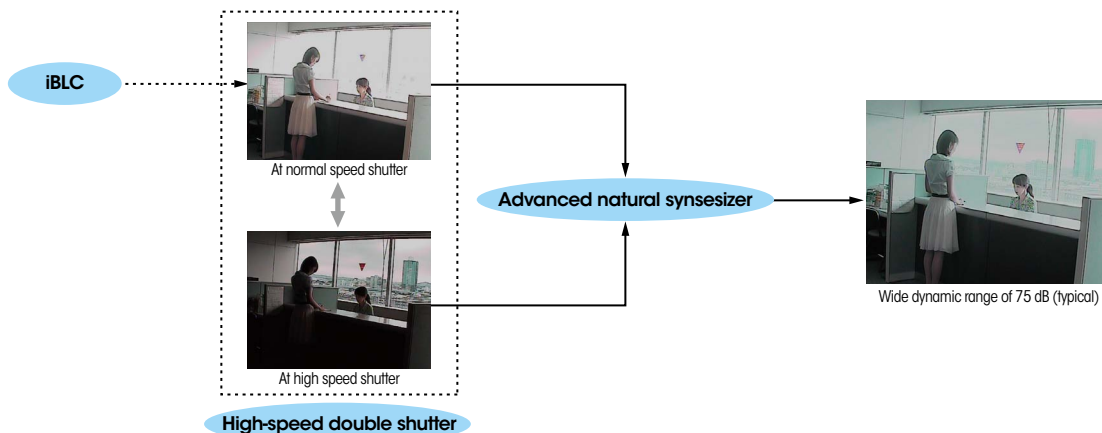 iBLC
At normal speed shutter
At high speed shutter
High-speed double shutter
Advanced natural synsesizer
Wide dynamic range of 75 dB (typical)